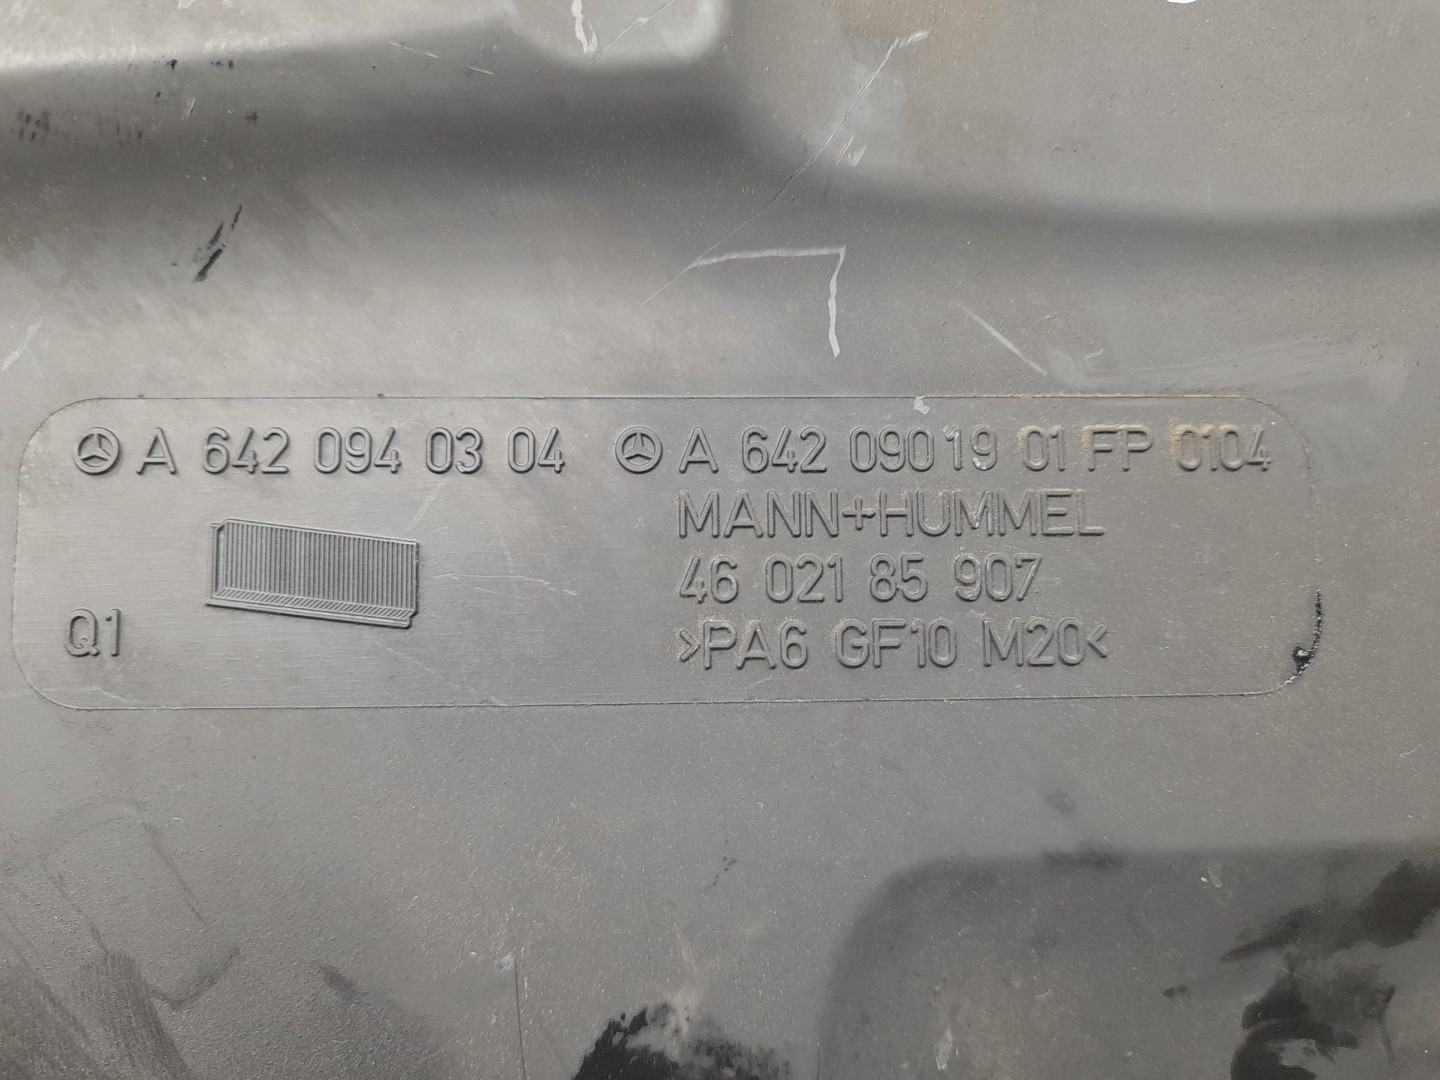 A 642 094 03 04 A 642 090 19 01 FP 0104
MANN+HUMMEL
46 021 85 907
Q1 >PA6 GF10 M20<